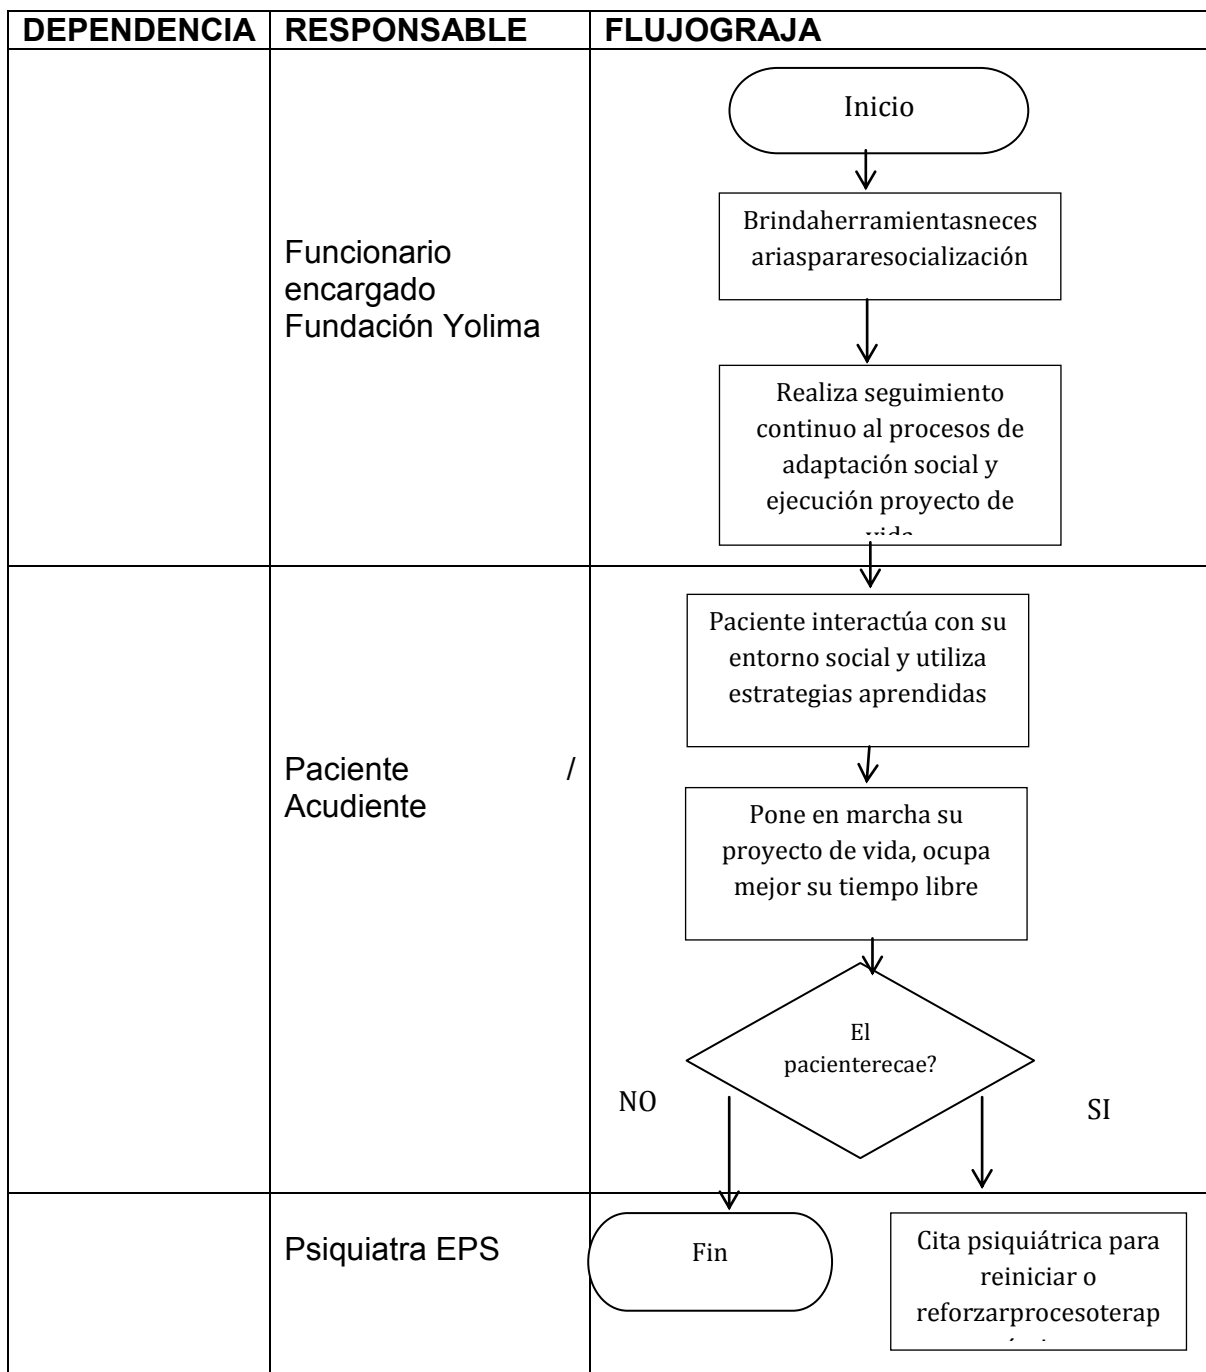 DEPENDENCIA RESPONSABLE FLUJOGRAJA
Inicio
Brindaherramientasneces
ariaspararesocialización
Funcionario
encargado
Fundación Yolima
Realiza seguimiento
continuo al procesos de
adaptación social y
ejecución proyecto de
vida
Paciente interactúa con su
entorno social y utiliza
estrategias aprendidas
Paciente /
Acudiente
Pone en marcha su
proyecto de vida, ocupa
mejor su tiempo libre
El
pacienterecae?
NO
SI
Psiquiatra EPS
Fin
Cita psiquiátrica para
reiniciar o
reforzarprocesoterap